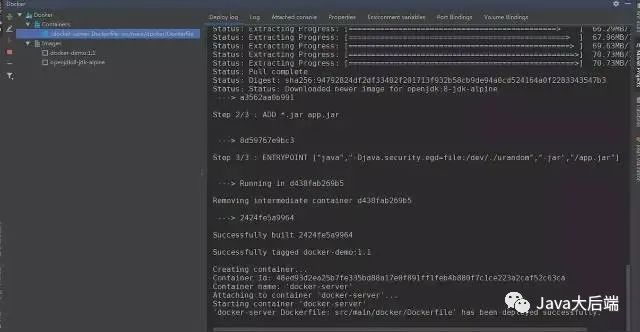 Docker
Deploy log Log Attached console Properties Environment variables Port Bindings Volume Bindings
Docker
Containers
docker-server Dockerfile: src/main/docker/Dockerfile
Images
docker-demo:1.1
openjdk:8-jdk-alpine
Status: Extracting Progress: [ > ] 66.29MB/
Status: Extracting Progress: [ > ] 67.96MB/
Status: Extracting Progress: [ > ] 69.63MB/
Status: Extracting Progress: [ >] 70.73MB/
Status: Extracting Progress: [ >] 70.73MB/
Status: Pull complete
Status: Digest:
Status: Status: Downloaded newer image for openjdk:8-jdk-alpine
---> a3562aa0b991
Step 2/3 : ADD *.jar app.jar
---> 8d59767e9bc3
Step 3/3 : ENTRYPOINT ["java","-Djava.security.egd=file:/dev/./urandom","-jar","/app.jar"]
---> Running in d438fab269b5
Removing intermediate container d438fab269b5
---> 2424fe5a9964
Successfully built 2424fe5a9964
Successfully tagged docker-demo:1.1
Creating container...
Container Id:
Container name: 'docker-server'
Attaching to container 'docker-server'...
Starting container 'docker-server'
'docker-server Dockerfile: src/main/docker/Dockerfile' has been deployed successfully.
Java大后端